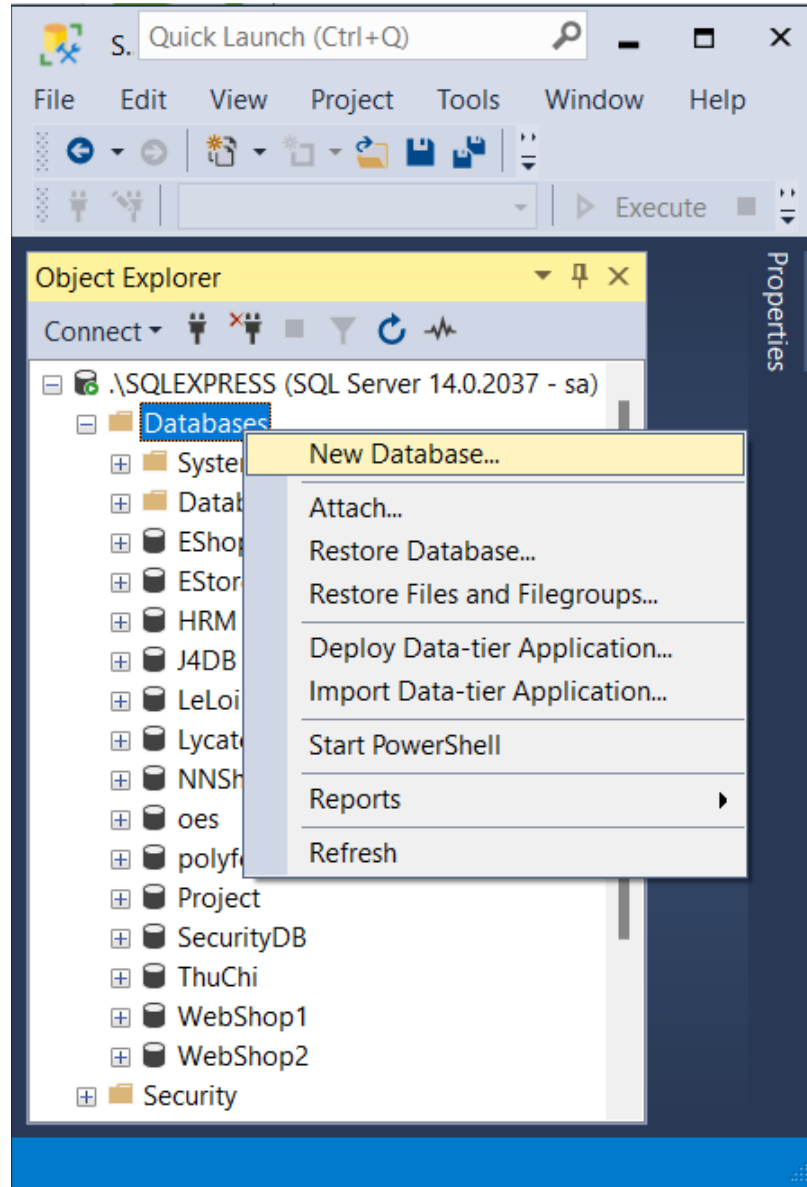 S.. Quick Launch (Ctrl+Q)
File Edit View Project Tools Window Help
Execute
Object Explorer
Properties
Connect
.\SQLEXPRESS (SQL Server 14.0.2037 - sa)
Databases
New Database...
Attach...
Restore Database...
Restore Files and Filegroups...
Deploy Data-tier Application...
Import Data-tier Application...
Start PowerShell
Reports
Refresh
HRM
J4DB
LeLoi
oes
Project
SecurityDB
ThuChi
WebShop1
WebShop2
Security